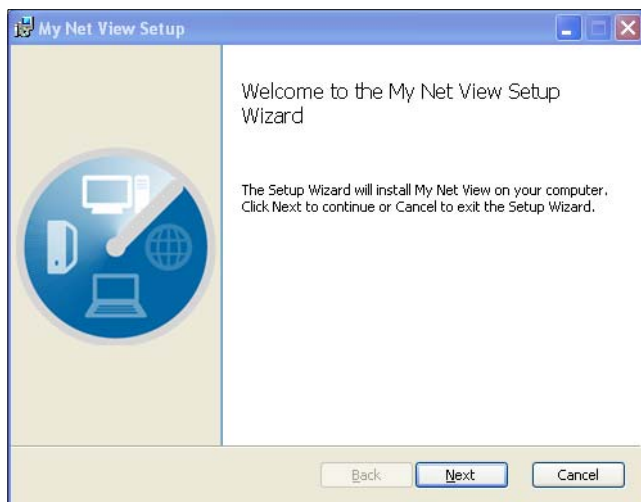 My Net View Setup
Welcome to the My Net View Setup
Wizard
The Setup Wizard will install My Net View on your computer.
Click Next to continue or Cancel to exit the Setup Wizard.
Back Next Cancel